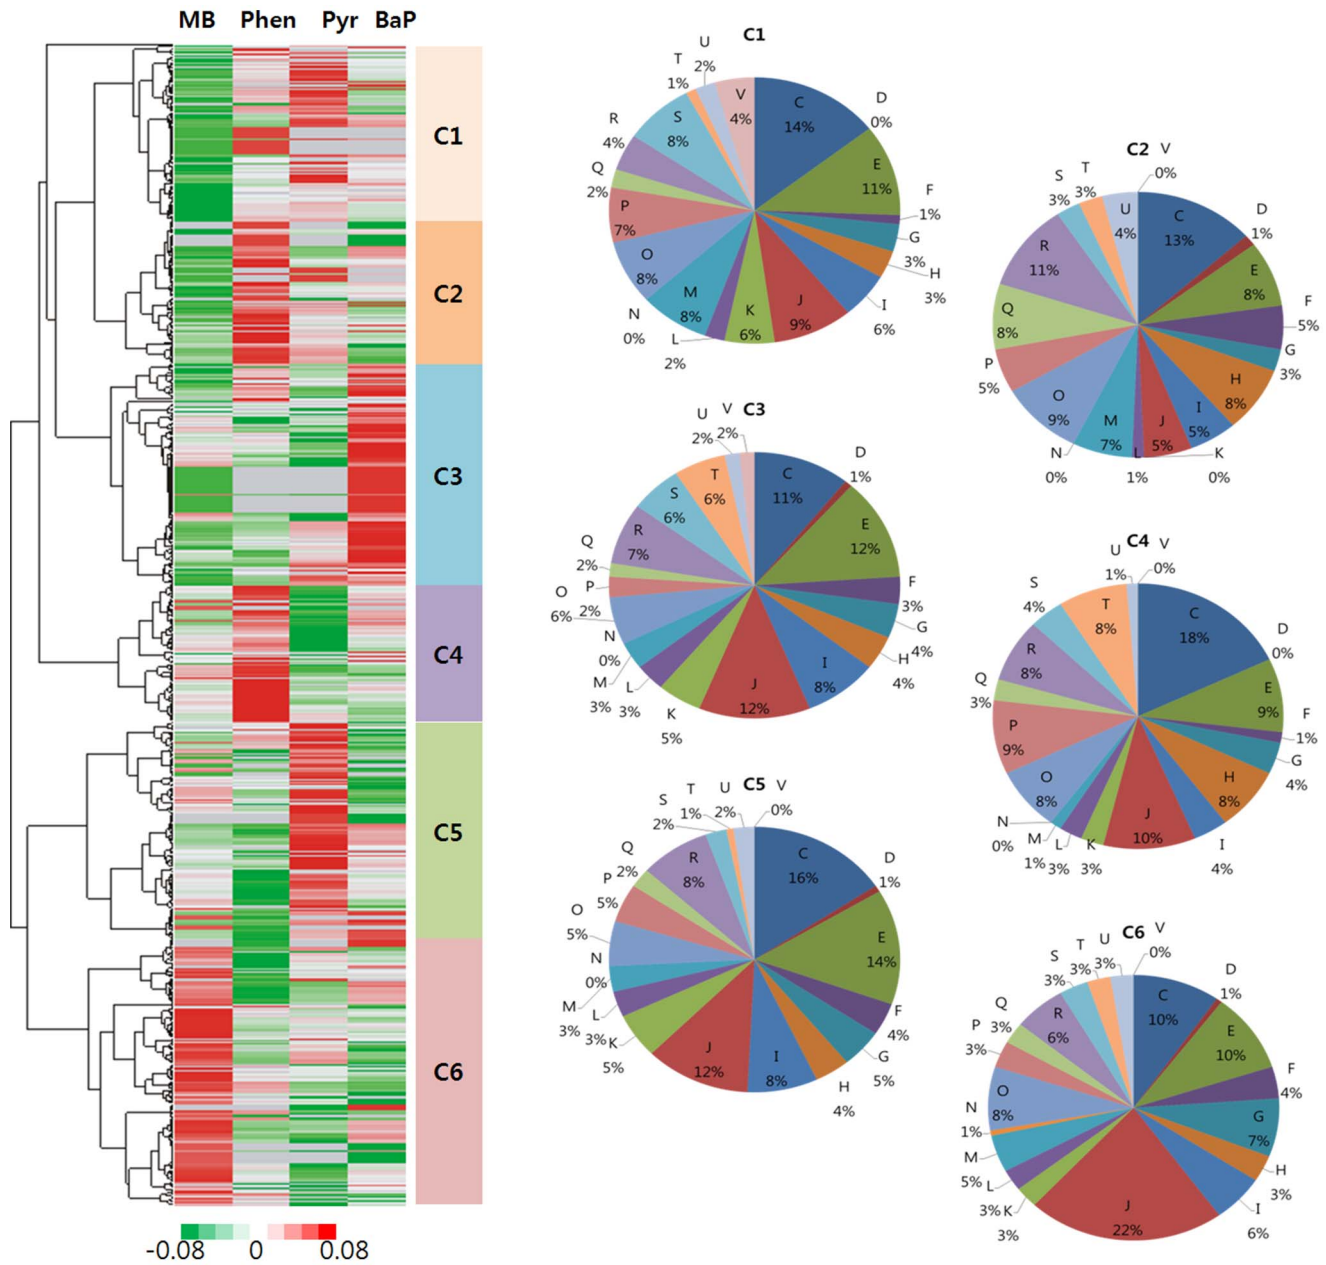 MB Phen Pyr BaP
C1
C2
C3
C4
C5
C6
-0.08 0 0.08
C1
C
14%
D
0%
E
11%
F
1%
G
3%
H
3%
I
6%
J
9%
K
6%
L
2%
M
8%
N
0%
O
8%
P
7%
Q
2%
R
4%
S
8%
T
1%
U
2%
V
4%
C2
C
13%
D
1%
E
8%
F
5%
G
3%
H
8%
I
5%
J
5%
K
0%
L
1%
M
7%
N
0%
O
9%
P
5%
Q
8%
R
11%
S
3%
T
3%
U
4%
V
0%
C3
C
11%
D
1%
E
12%
F
3%
G
4%
H
4%
I
8%
J
12%
K
5%
L
3%
M
3%
N
0%
O
6%
P
2%
Q
2%
R
7%
S
6%
T
6%
U
2%
V
2%
C4
C
18%
D
0%
E
9%
F
1%
G
4%
H
8%
I
4%
J
10%
K
3%
L
3%
M
1%
N
0%
O
8%
P
9%
Q
3%
R
8%
S
4%
T
8%
U
1%
V
0%
C5
C
16%
D
1%
E
14%
F
4%
G
5%
H
4%
I
8%
J
12%
K
5%
L
3%
M
3%
N
0%
O
5%
P
5%
Q
2%
R
8%
S
2%
T
1%
U
2%
V
0%
C6
C
10%
D
1%
E
10%
F
4%
G
7%
H
3%
I
6%
J
22%
K
3%
L
3%
M
5%
N
1%
O
8%
P
3%
Q
3%
R
6%
S
3%
T
3%
U
3%
V
0%